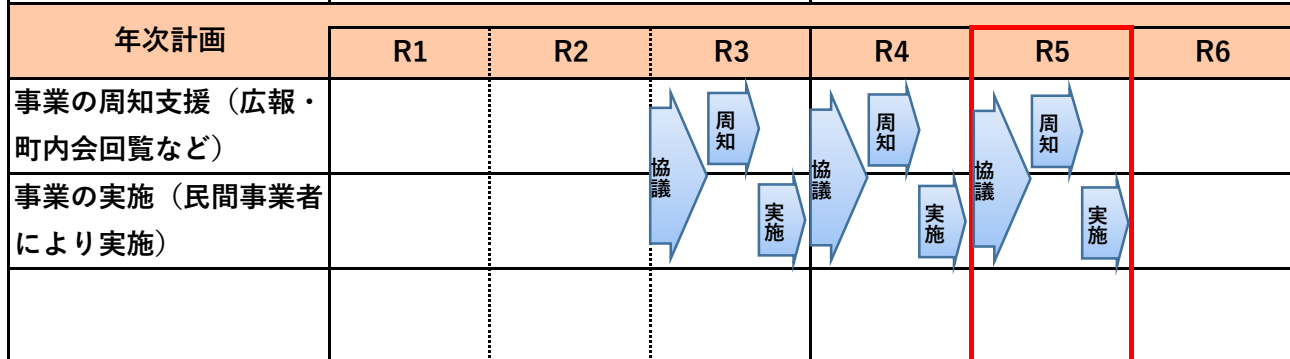 年次計画
R1 R2 R3 R4 R5 R6
事業の周知支援（広報・
町内会回覧など）
事業の実施（民間事業者
により実施）
協議
周知
実施
協議
周知
実施
協議
周知
実施